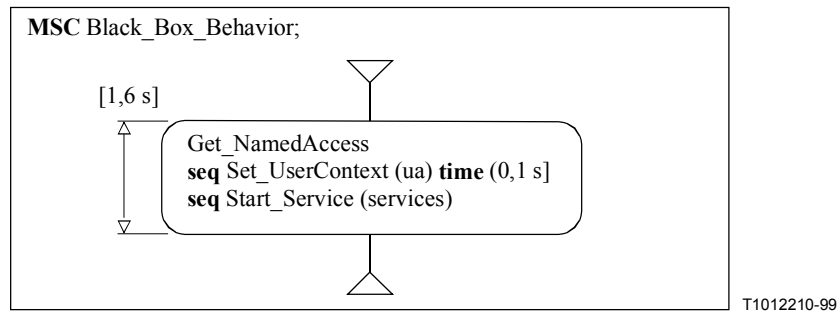 MSC Black_Box_Behavior;
[1,6 s]
Get_NamedAccess
seq Set_UserContext (ua) time (0,1 s]
seq Start_Service (services)
T1012210-99